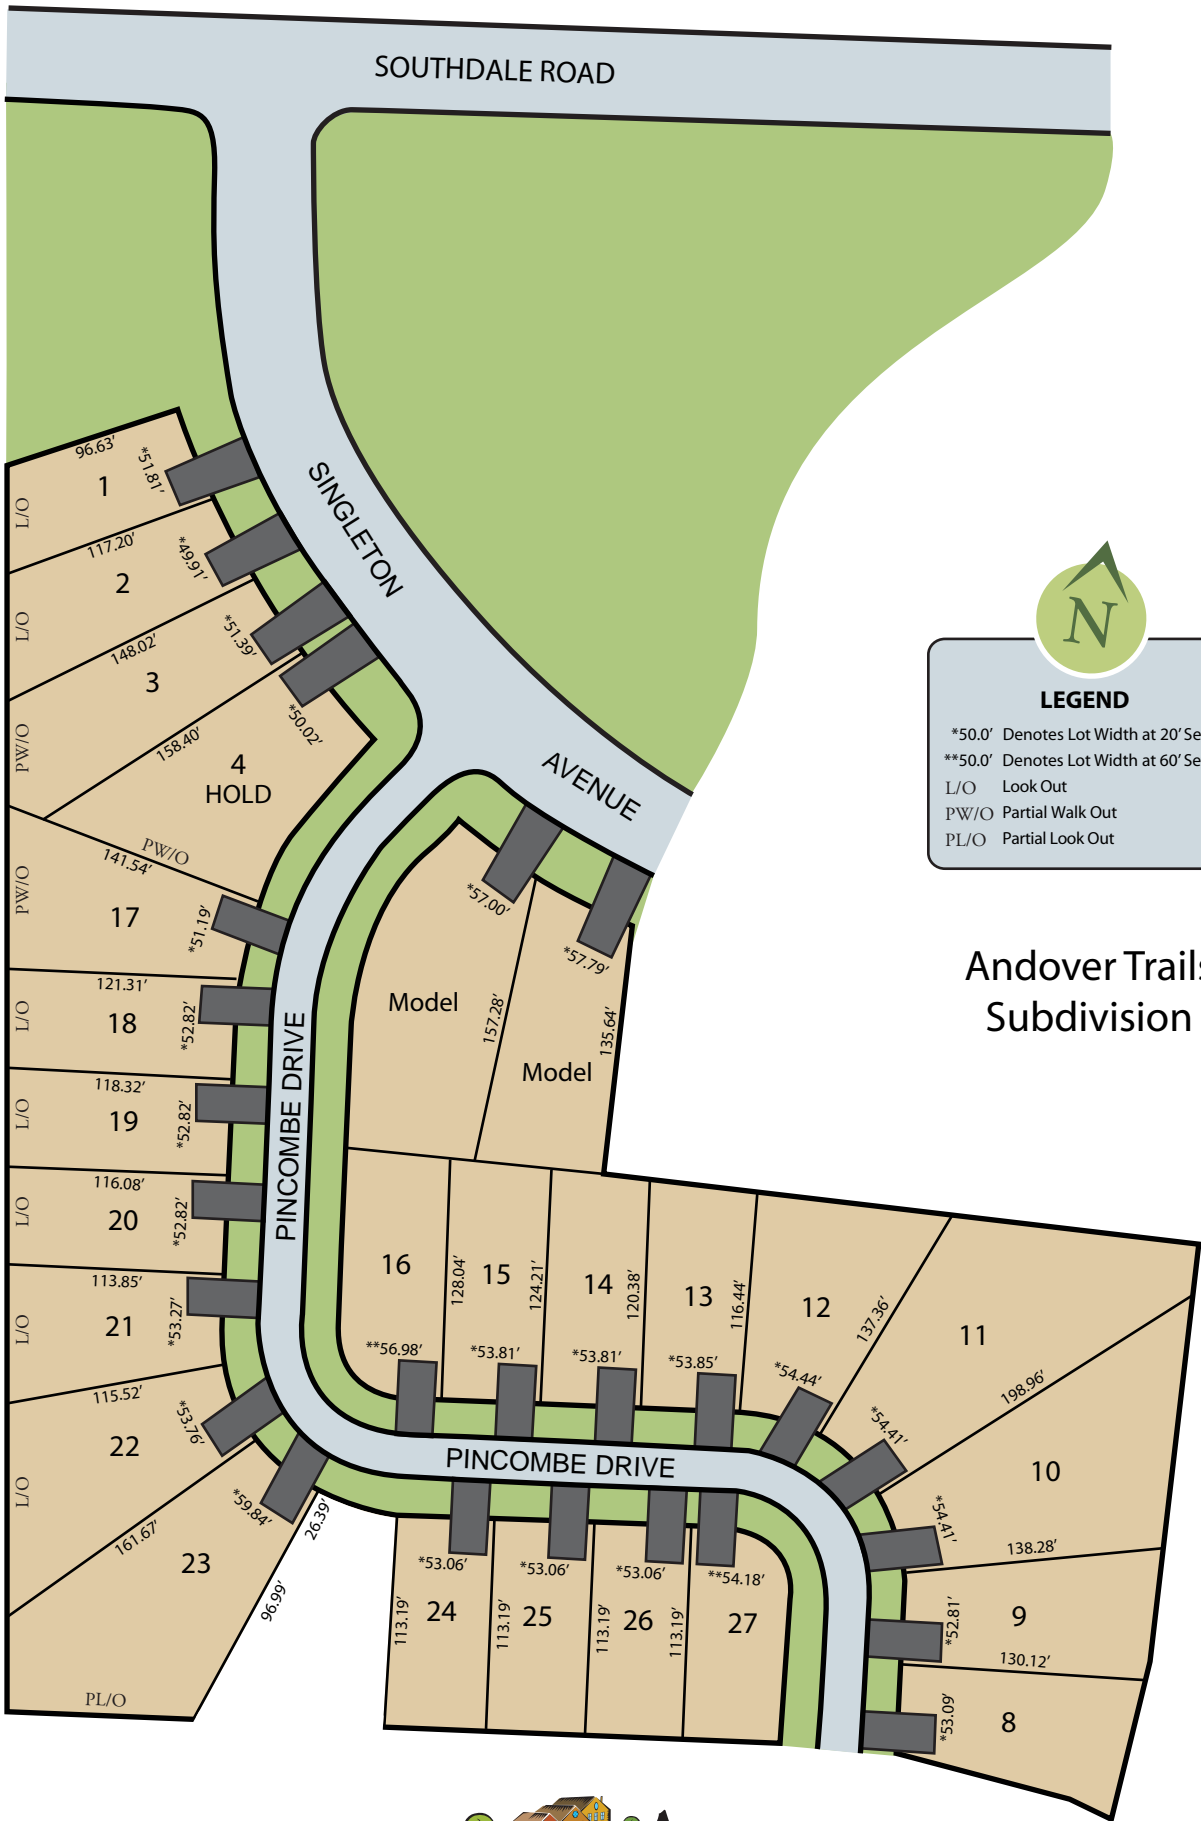 SOUTHDALE ROAD
96.63'
*51.81'
1
L/O
SINGLETON
117.20'
*49.91'
2
L/O
148.02'
*51.39'
3
PW/O
158.40'
*50.02'
4
HOLD
PW/O
AVENUE
N
LEGEND
*50.0' Denotes Lot Width at 20' Se
**50.0' Denotes Lot Width at 60' Se
L/O Look Out
PW/O Partial Walk Out
PL/O Partial Look Out
Andover Trails
Subdivision
141.54'
PW/O
17
*51.19'
*57.00'
*57.79'
Model
157.28'
Model
135.64'
121.31'
L/O
18
*52.82'
PINCOMBE DRIVE
118.32'
L/O
19
*52.82'
116.08'
L/O
20
*52.82'
113.85'
L/O
21
*53.27'
16
128.04'
15
124.21'
14
120.38'
13
116.44'
12
137.36'
11
198.96'
**56.98'
*53.81'
*53.81'
*53.85'
*54.44'
*54.41'
115.52'
*53.76'
22
L/O
PINCOMBE DRIVE
10
*54.41'
138.28'
161.67'
*59.84'
26.39'
23
96.99'
PL/O
*53.06'
*53.06'
*53.06'
**54.18'
113.19'
24
113.19'
25
113.19'
26
113.19'
27
*52.81'
9
130.12'
*53.09'
8